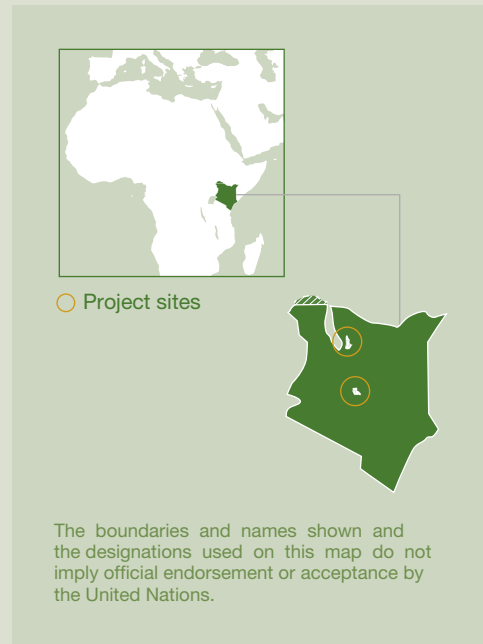 Project sites
The boundaries and names shown and
the designations used on this map do not
imply official endorsement or acceptance by
the United Nations.